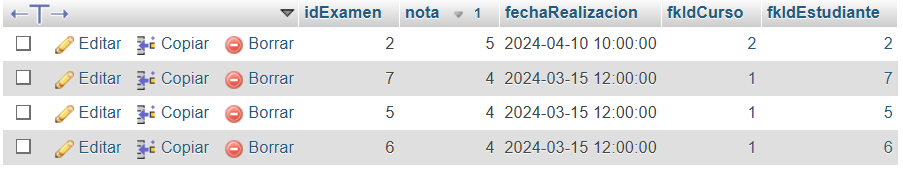 idExamen nota 1 fechaRealizacion fkIdCurso fkIdEstudiante
Editar Copiar Borrar 2 5 2024-04-10 10:00:00 2 2
Editar Copiar Borrar 7 4 2024-03-15 12:00:00 1 7
Editar Copiar Borrar 5 4 2024-03-15 12:00:00 1 5
Editar Copiar Borrar 6 4 2024-03-15 12:00:00 1 6